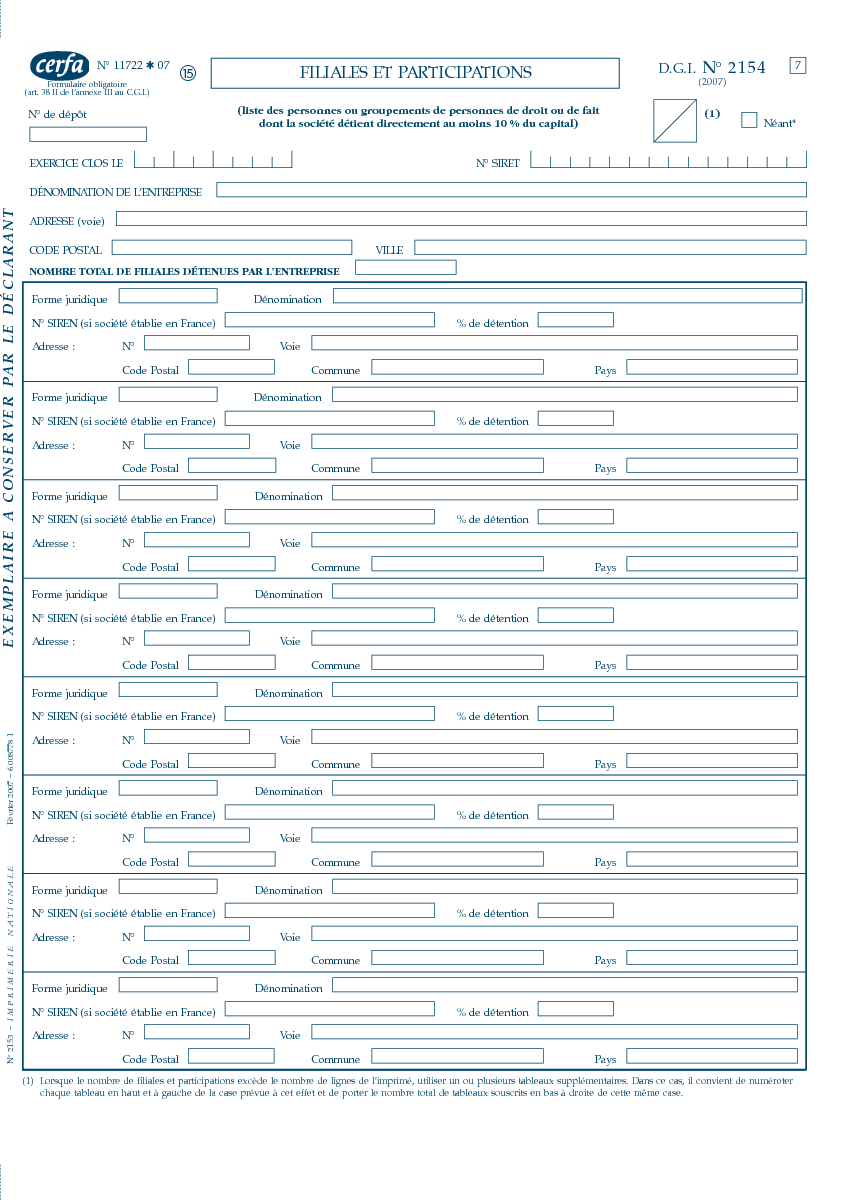 cerfa N° 11722 ✱ 07 ⑮ FILIALES ET PARTICIPATIONS D.G.I. N° 2154 7
Formulaire obligatoire (2007)
(art. 38 II de l'annexe III au C.G.I.)
N° de dépôt (liste des personnes ou groupements de personnes de droit ou de fait (1) Néant*
dont la société détient directement au moins 10 % du capital)
EXERCICE CLOS LE N° SIRET
DÉNOMINATION DE L'ENTREPRISE
ADRESSE (voie)
CODE POSTAL VILLE
NOMBRE TOTAL DE FILIALES DÉTENUES PAR L'ENTREPRISE
Forme juridique Dénomination
N° SIREN (si société établie en France) % de détention
Adresse : N° Voie
Code Postal Commune Pays
Forme juridique Dénomination
N° SIREN (si société établie en France) % de détention
Adresse : N° Voie
Code Postal Commune Pays
Forme juridique Dénomination
N° SIREN (si société établie en France) % de détention
Adresse : N° Voie
Code Postal Commune Pays
Forme juridique Dénomination
N° SIREN (si société établie en France) % de détention
Adresse : N° Voie
Code Postal Commune Pays
Forme juridique Dénomination
N° SIREN (si société établie en France) % de détention
Adresse : N° Voie
Code Postal Commune Pays
Forme juridique Dénomination
N° SIREN (si société établie en France) % de détention
Adresse : N° Voie
Code Postal Commune Pays
Forme juridique Dénomination
N° SIREN (si société établie en France) % de détention
Adresse : N° Voie
Code Postal Commune Pays
Forme juridique Dénomination
N° SIREN (si société établie en France) % de détention
Adresse : N° Voie
Code Postal Commune Pays
(1) Lorsque le nombre de filiales et participations excède le nombre de lignes de l'imprimé, utiliser un ou plusieurs tableaux supplémentaires. Dans ce cas, il convient de numéroter
chaque tableau en haut et à gauche de la case prévue à cet effet et de porter le nombre total de tableaux souscrits en bas à droite de cette même case.
EXEMPLAIRE A CONSERVER PAR LE DÉCLARANT
N° 2153 – IMPRIMERIE NATIONALE Février 2007 –